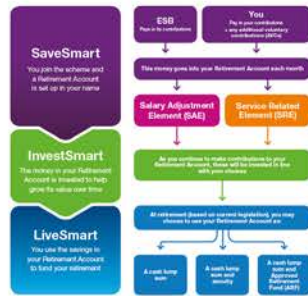 SaveSmart
You join the scheme and
a Retirement Account
is set up in your name
InvestSmart
The money in your Retirement
Account is invested to help
grow its value over time
LiveSmart
You use the savings in
your Retirement Account
to fund your retirement
ESB
Pays in its contributions
You
Pay in your contributions
+ any additional voluntary
contributions (AVCs)
This money goes into your Retirement Account each month
Salary Adjustment
Element (SAE)
Service Related
Element (SRE)
As you continue to make contributions to your
Retirement Account, these will be invested in line
with your choices
At retirement (based on current legislation), you may
choose to use your Retirement Account as:
A cash lump
sum
A cash lump
sum and
annuity
A cash lump
sum and
Approved
Retirement
Fund (ARF)